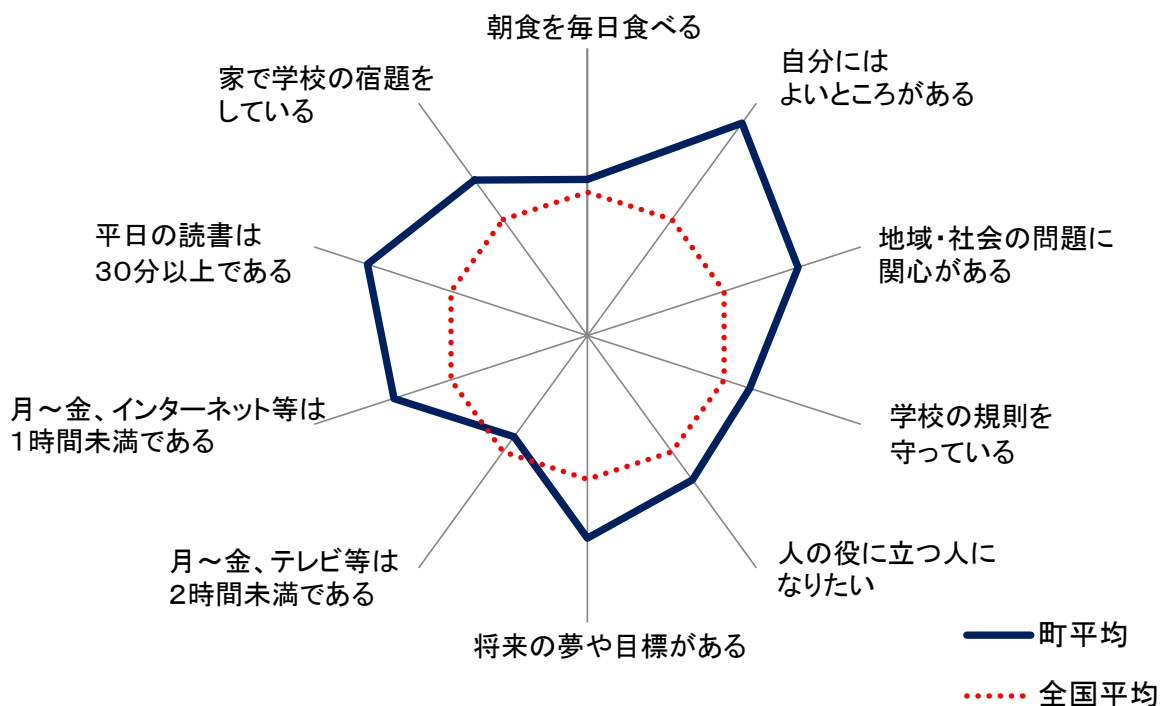 朝食を毎日食べる
自分には
よいところがある
地域・社会の問題に
関心がある
学校の規則を
守っている
人の役に立つ人に
なりたい
将来の夢や目標がある
月～金、テレビ等は
２時間未満である
月～金、インターネット等は
１時間未満である
平日の読書は
３０分以上である
家で学校の宿題を
している
町平均
全国平均